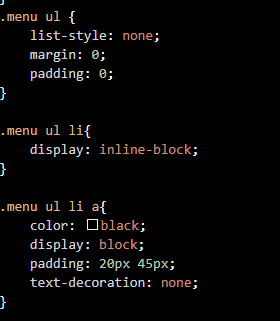 }
.menu ul {
    list-style: none;
    margin: 0;
    padding: 0;
}

.menu ul li{
    display: inline-block;
}

.menu ul li a{
    color: black;
    display: block;
    padding: 20px 45px;
    text-decoration: none;
}